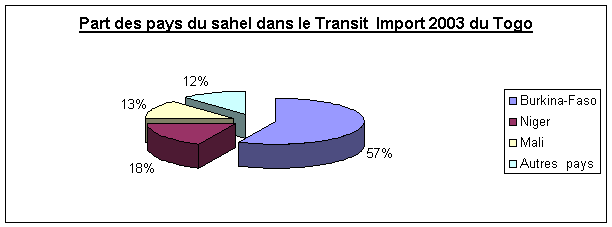 Part des pays du sahel dans le Transit Import 2003 du Togo
12%
13%
18%
57%
Burkina-Faso
Niger
Mali
Autres pays